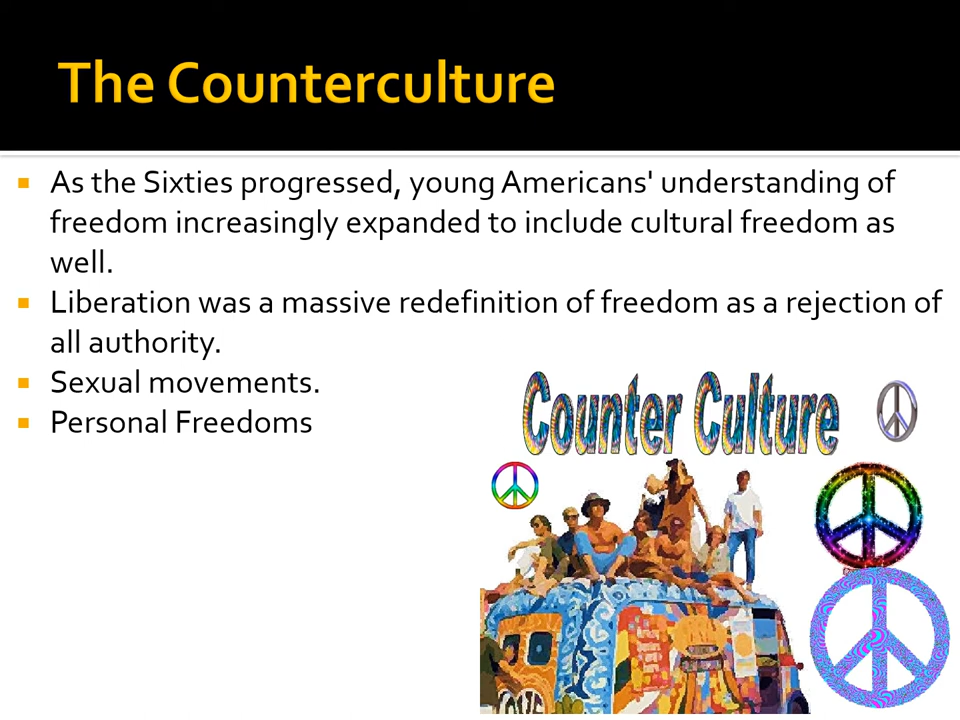 The Counterculture
As the Sixties progressed, young Americans' understanding of
freedom increasingly expanded to include cultural freedom as
well.
Liberation was a massive redefinition of freedom as a rejection of
all authority.
Sexual movements.
Personal Freedoms
Counter Culture
LOVE